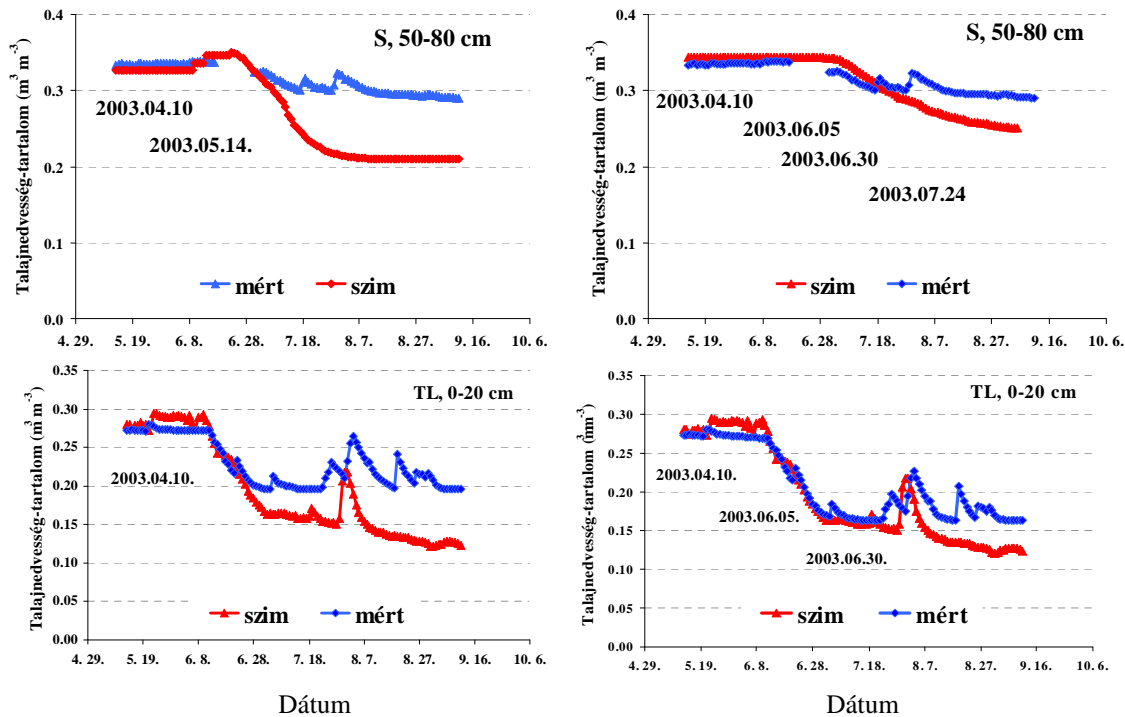 0.4
0.3
0.2
0.1
0.0
Talajnedvesség-tartalom (m³ m⁻³)
S, 50-80 cm
2003.04.10
2003.05.14.
mért
szim
4. 29. 5. 19. 6. 8. 6. 28. 7. 18. 8. 7. 8. 27. 9. 16. 10. 6.
0.4
0.3
0.2
0.1
0.0
Talajnedvesség-tartalom (m³ m⁻³)
S, 50-80 cm
2003.04.10
2003.06.05
2003.06.30
2003.07.24
szim
mért
4. 29. 5. 19. 6. 8. 6. 28. 7. 18. 8. 7. 8. 27. 9. 16. 10. 6.
0.35
0.30
0.25
0.20
0.15
0.10
0.05
0.00
Talajnedvesség-tartalom (m³ m⁻³)
TL, 0-20 cm
2003.04.10.
szim
mért
4. 29. 5. 19. 6. 8. 6. 28. 7. 18. 8. 7. 8. 27. 9. 16. 10. 6.
Dátum
0.35
0.30
0.25
0.20
0.15
0.10
0.05
0.00
Talajnedvesség-tartalom (m³m⁻³)
TL, 0-20 cm
2003.04.10.
2003.06.05.
2003.06.30.
szim
mért
4. 29. 5. 19. 6. 8. 6. 28. 7. 18. 8. 7. 8. 27. 9. 16. 10. 6.
Dátum